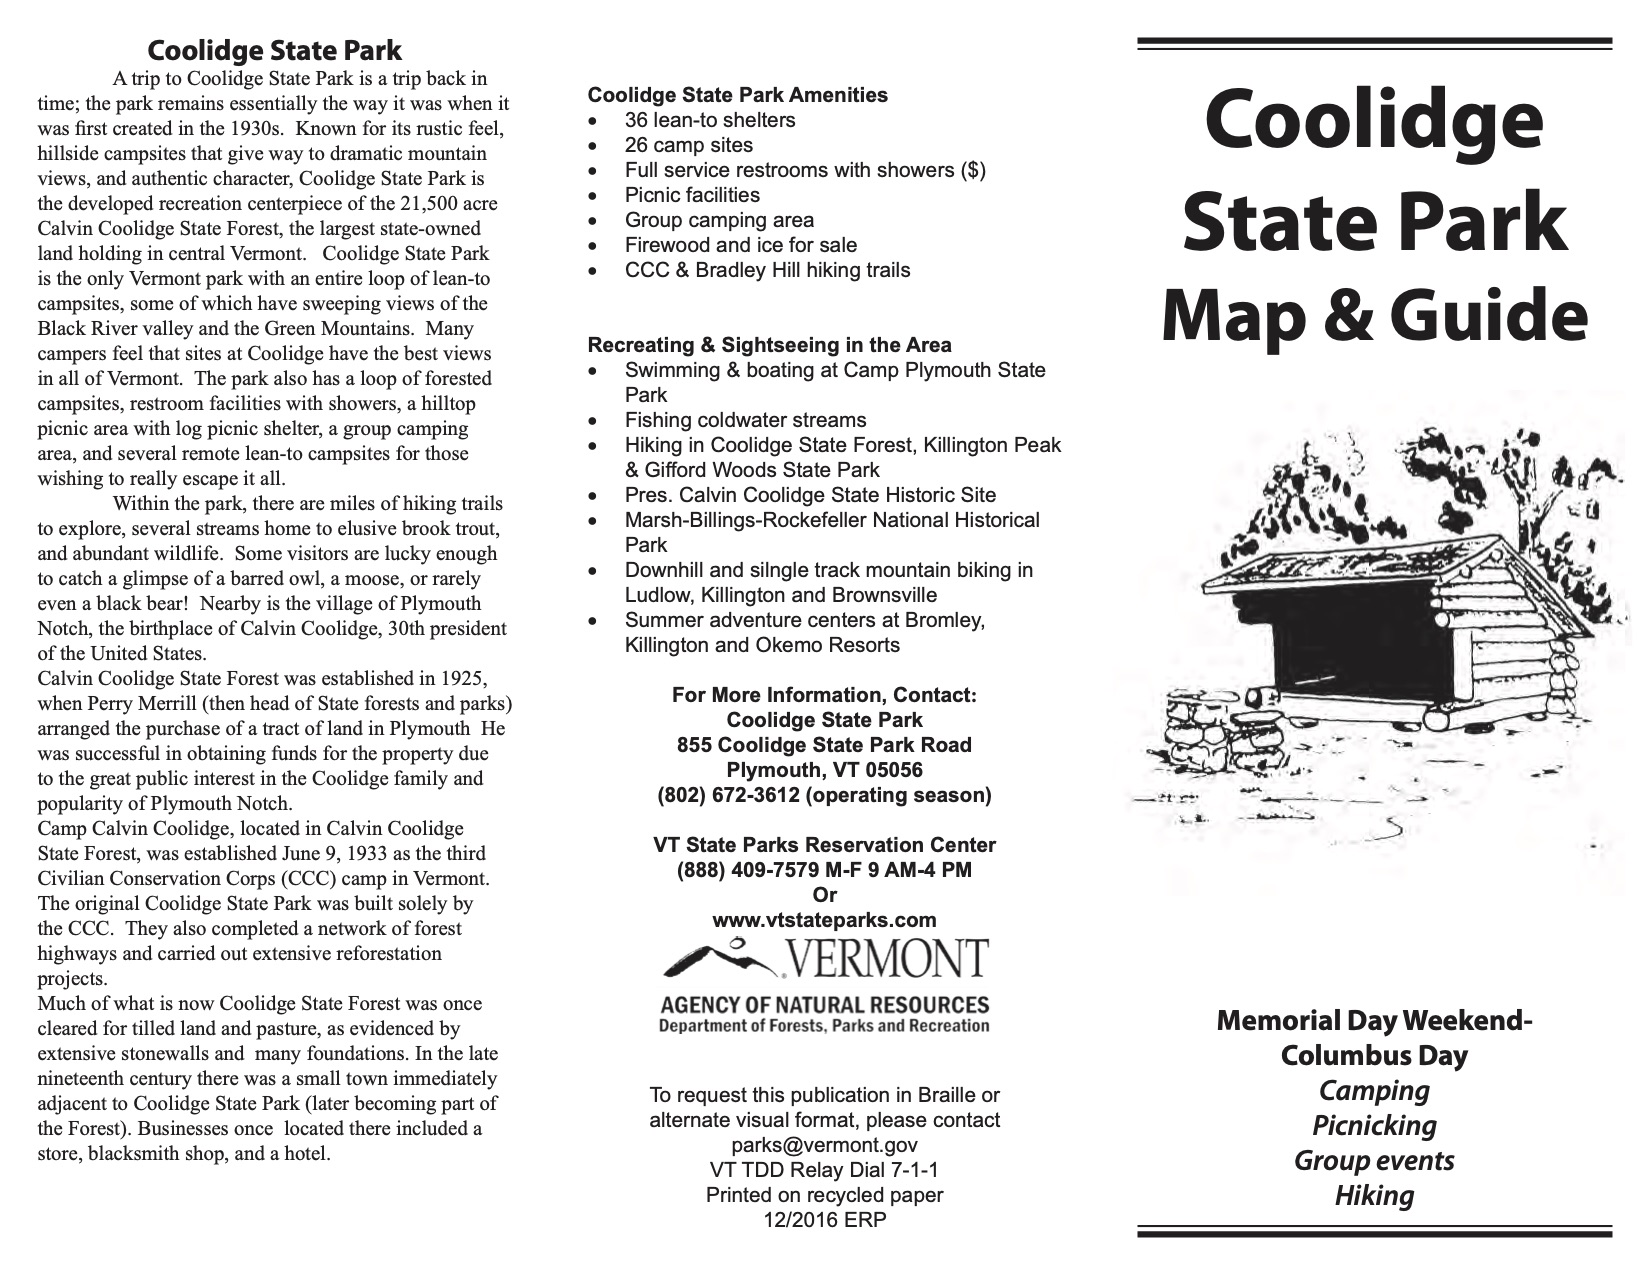 Coolidge State Park
A trip to Coolidge State Park is a trip back in
time; the park remains essentially the way it was when it
was first created in the 1930s.  Known for its rustic feel,
hillside campsites that give way to dramatic mountain
views, and authentic character, Coolidge State Park is
the developed recreation centerpiece of the 21,500 acre
Calvin Coolidge State Forest, the largest state-owned
land holding in central Vermont.   Coolidge State Park
is the only Vermont park with an entire loop of lean-to
campsites, some of which have sweeping views of the
Black River valley and the Green Mountains.  Many
campers feel that sites at Coolidge have the best views
in all of Vermont.  The park also has a loop of forested
campsites, restroom facilities with showers, a hilltop
picnic area with log picnic shelter, a group camping
area, and several remote lean-to campsites for those
wishing to really escape it all.
Within the park, there are miles of hiking trails
to explore, several streams home to elusive brook trout,
and abundant wildlife.  Some visitors are lucky enough
to catch a glimpse of a barred owl, a moose, or rarely
even a black bear!  Nearby is the village of Plymouth
Notch, the birthplace of Calvin Coolidge, 30th president
of the United States.
Calvin Coolidge State Forest was established in 1925,
when Perry Merrill (then head of State forests and parks)
arranged the purchase of a tract of land in Plymouth  He
was successful in obtaining funds for the property due
to the great public interest in the Coolidge family and
popularity of Plymouth Notch.
Camp Calvin Coolidge, located in Calvin Coolidge
State Forest, was established June 9, 1933 as the third
Civilian Conservation Corps (CCC) camp in Vermont.
The original Coolidge State Park was built solely by
the CCC.  They also completed a network of forest
highways and carried out extensive reforestation
projects.
Much of what is now Coolidge State Forest was once
cleared for tilled land and pasture, as evidenced by
extensive stonewalls and  many foundations. In the late
nineteenth century there was a small town immediately
adjacent to Coolidge State Park (later becoming part of
the Forest). Businesses once  located there included a
store, blacksmith shop, and a hotel.
Coolidge State Park Amenities
• 36 lean-to shelters
• 26 camp sites
• Full service restrooms with showers ($)
• Picnic facilities
• Group camping area
• Firewood and ice for sale
• CCC & Bradley Hill hiking trails
Recreating & Sightseeing in the Area
• Swimming & boating at Camp Plymouth State
Park
• Fishing coldwater streams
• Hiking in Coolidge State Forest, Killington Peak
& Gifford Woods State Park
• Pres. Calvin Coolidge State Historic Site
• Marsh-Billings-Rockefeller National Historical
Park
• Downhill and silngle track mountain biking in
Ludlow, Killington and Brownsville
• Summer adventure centers at Bromley,
Killington and Okemo Resorts
For More Information, Contact:
Coolidge State Park
855 Coolidge State Park Road
Plymouth, VT 05056
(802) 672-3612 (operating season)
VT State Parks Reservation Center
(888) 409-7579 M-F 9 AM-4 PM
Or
www.vtstateparks.com
VERMONT
AGENCY OF NATURAL RESOURCES
Department of Forests, Parks and Recreation
To request this publication in Braille or
alternate visual format, please contact
parks@vermont.gov
VT TDD Relay Dial 7-1-1
Printed on recycled paper
12/2016 ERP
Coolidge
State Park
Map & Guide
Memorial Day Weekend-
Columbus Day
Camping
Picnicking
Group events
Hiking